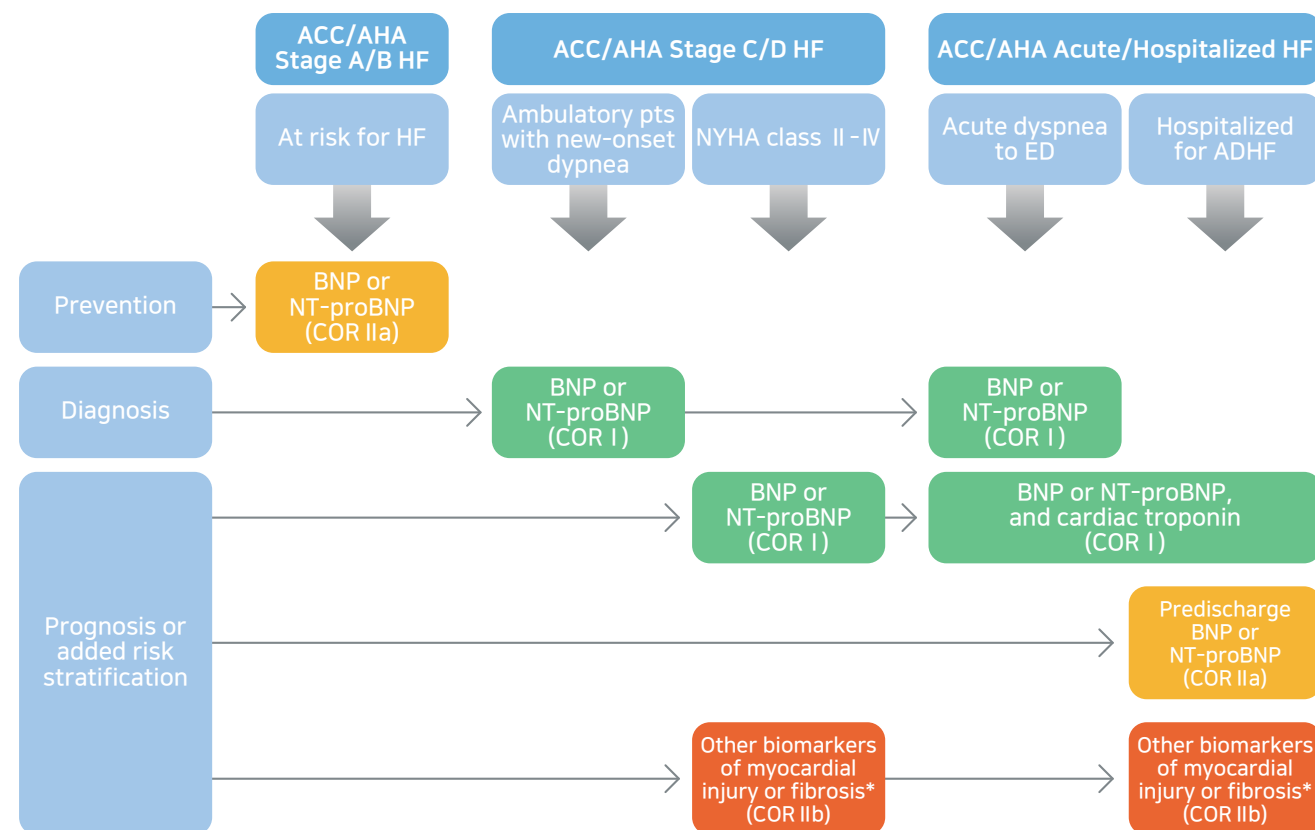 ACC/AHA
Stage A/B HF
ACC/AHA Stage C/D HF
ACC/AHA Acute/Hospitalized HF
At risk for HF
Ambulatory pts
with new-onset
dypnea
NYHA class II-IV
Acute dyspnea
to ED
Hospitalized
for ADHF
Prevention
BNP or
NT-proBNP
(COR IIa)
Diagnosis
BNP or
NT-proBNP
(COR I)
BNP or
NT-proBNP
(COR I)
Prognosis or
added risk
stratification
BNP or
NT-proBNP
(COR I)
BNP or NT-proBNP,
and cardiac troponin
(COR I)
Predischarge
BNP or
NT-proBNP
(COR IIa)
Other biomarkers
of myocardial
injury or fibrosis*
(COR IIb)
Other biomarkers
of myocardial
injury or fibrosis*
(COR IIb)